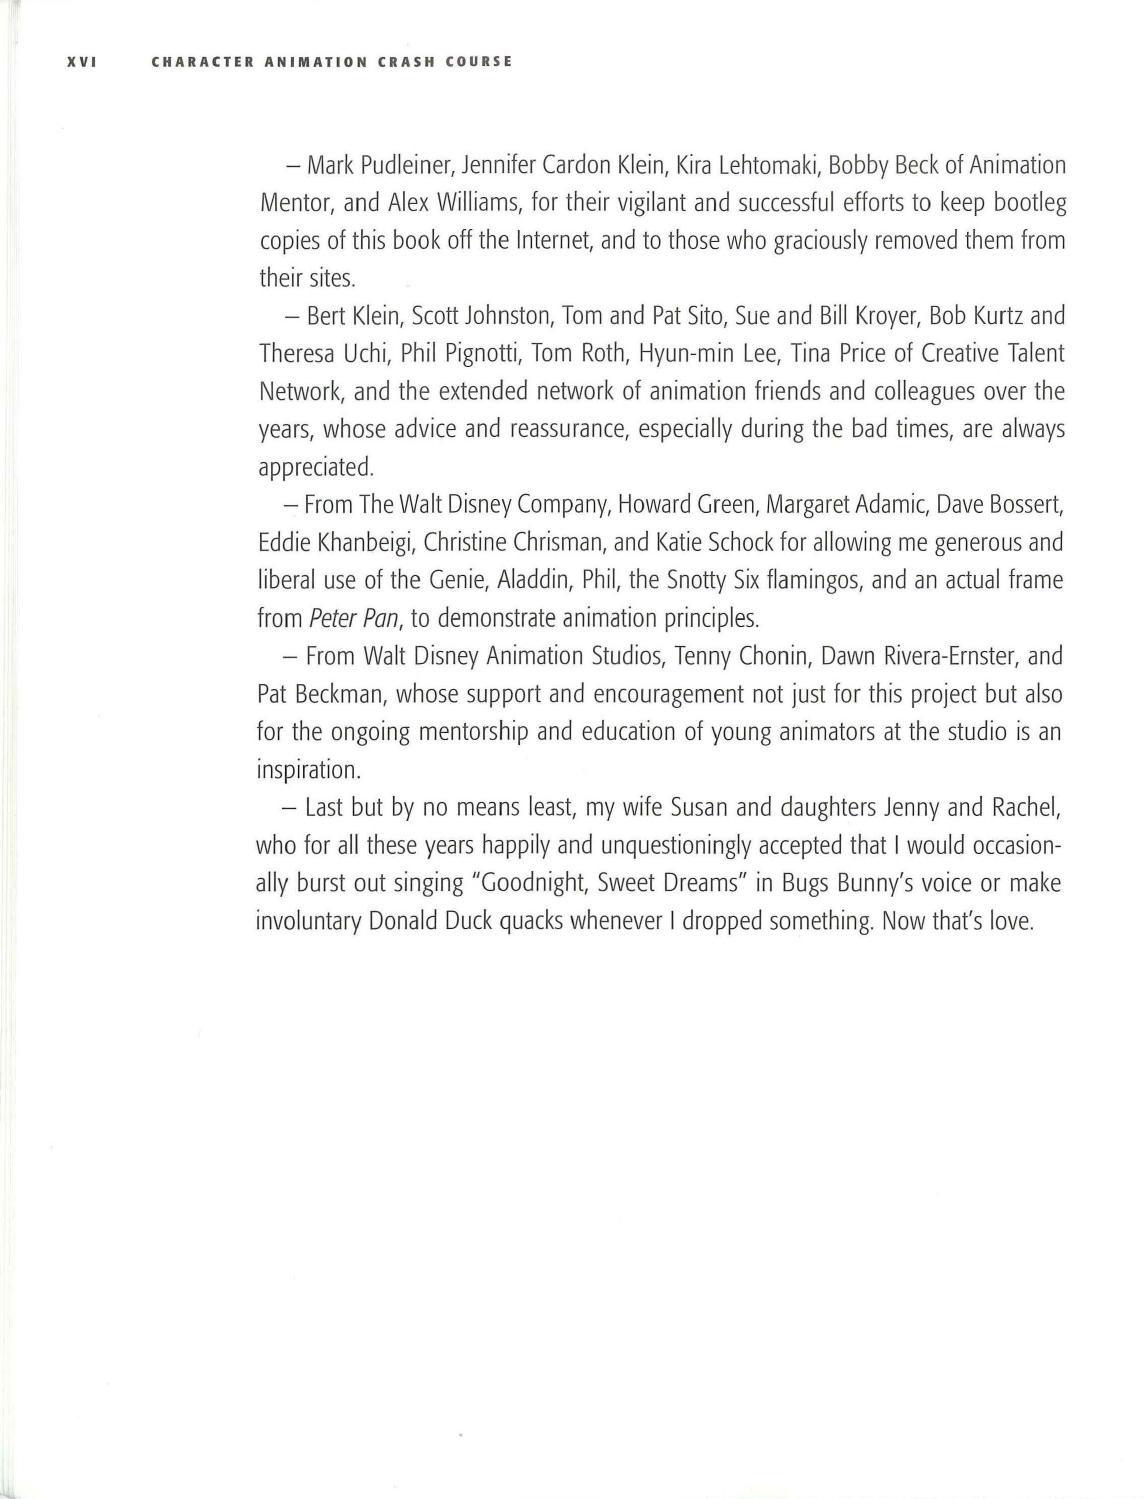 XVI CHARACTER ANIMATION CRASH COURSE
– Mark Pudleiner, Jennifer Cardon Klein, Kira Lehtomaki, Bobby Beck of Animation
Mentor, and Alex Williams, for their vigilant and successful efforts to keep bootleg
copies of this book off the Internet, and to those who graciously removed them from
their sites.
– Bert Klein, Scott Johnston, Tom and Pat Sito, Sue and Bill Kroyer, Bob Kurtz and
Theresa Uchi, Phil Pignotti, Tom Roth, Hyun-min Lee, Tina Price of Creative Talent
Network, and the extended network of animation friends and colleagues over the
years, whose advice and reassurance, especially during the bad times, are always
appreciated.
– From The Walt Disney Company, Howard Green, Margaret Adamic, Dave Bossert,
Eddie Khanbeigi, Christine Chrisman, and Katie Schock for allowing me generous and
liberal use of the Genie, Aladdin, Phil, the Snotty Six flamingos, and an actual frame
from Peter Pan, to demonstrate animation principles.
– From Walt Disney Animation Studios, Tenny Chonin, Dawn Rivera-Ernster, and
Pat Beckman, whose support and encouragement not just for this project but also
for the ongoing mentorship and education of young animators at the studio is an
inspiration.
– Last but by no means least, my wife Susan and daughters Jenny and Rachel,
who for all these years happily and unquestioningly accepted that I would occasion-
ally burst out singing "Goodnight, Sweet Dreams" in Bugs Bunny's voice or make
involuntary Donald Duck quacks whenever I dropped something. Now that's love.